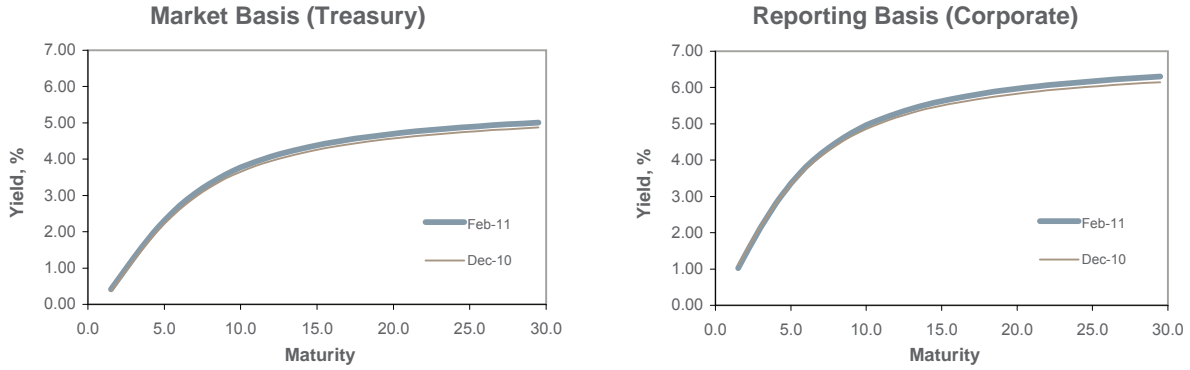 Market Basis (Treasury)
7.00
6.00
5.00
4.00
3.00
2.00
1.00
0.00
Yield, %
Feb-11
Dec-10
0.0 5.0 10.0 15.0 20.0 25.0 30.0
Maturity
Reporting Basis (Corporate)
7.00
6.00
5.00
4.00
3.00
2.00
1.00
0.00
Yield, %
Feb-11
Dec-10
0.0 5.0 10.0 15.0 20.0 25.0 30.0
Maturity